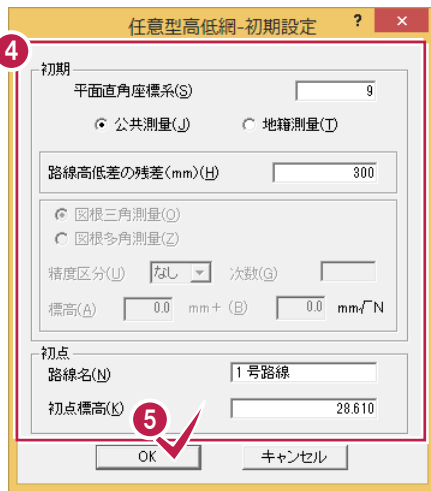 任意型高低網-初期設定 ? ×
4
初期
平面直角座標系(S) 9
公共測量(J) 地籍測量(T)
路線高低差の残差(mm)(H) 300
図根三角測量(O)
図根多角測量(Z)
精度区分(U) なし 次数(G)
標高(A) 0.0 mm+ (B) 0.0 mm√N
初点
路線名(N) 1号路線
初点標高(K) 28.610
5
OK キャンセル